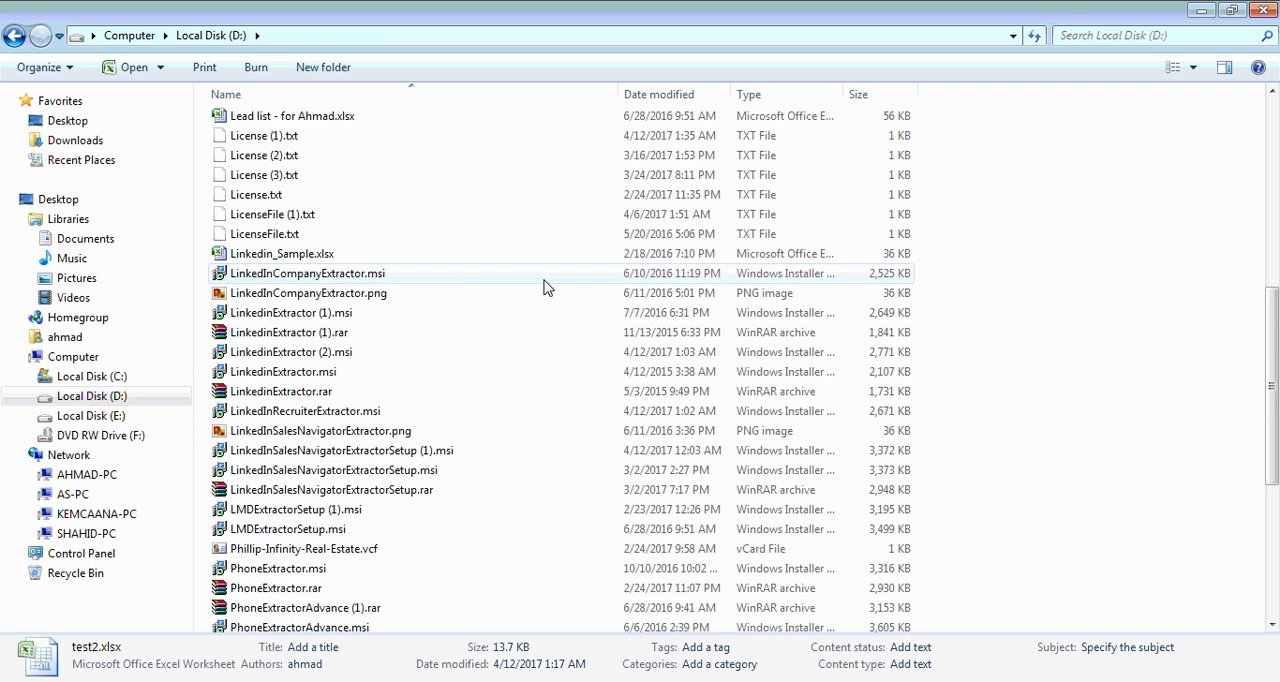 Computer Local Disk (D:) Search Local Disk (D:)
Organize Open Print Burn New folder
Name Date modified Type Size
Favorites
Desktop
Downloads
Recent Places
Desktop
Libraries
Documents
Music
Pictures
Videos
Homegroup
ahmad
Computer
Local Disk (C:)
Local Disk (D:)
Local Disk (E:)
DVD RW Drive (F:)
Network
AHMAD-PC
AS-PC
KEMCAANA-PC
SHAHID-PC
Control Panel
Recycle Bin
Lead list - for Ahmad.xlsx 6/28/2016 9:51 AM Microsoft Office E... 56 KB
License (1).txt 4/12/2017 1:35 AM TXT File 1 KB
License (2).txt 3/16/2017 1:53 PM TXT File 1 KB
License (3).txt 3/24/2017 8:11 PM TXT File 1 KB
License.txt 2/24/2017 11:35 PM TXT File 1 KB
LicenseFile (1).txt 4/6/2017 1:51 AM TXT File 1 KB
LicenseFile.txt 5/20/2016 5:06 PM TXT File 1 KB
Linkedin_Sample.xlsx 2/18/2016 7:10 PM Microsoft Office E... 36 KB
LinkedInCompanyExtractor.msi 6/10/2016 11:19 PM Windows Installer ... 2,525 KB
LinkedInCompanyExtractor.png 6/11/2016 5:01 PM PNG image 36 KB
LinkedinExtractor (1).msi 7/7/2016 6:31 PM Windows Installer ... 2,649 KB
LinkedinExtractor (1).rar 11/13/2015 6:33 PM WinRAR archive 1,841 KB
LinkedinExtractor (2).msi 4/12/2017 1:03 AM Windows Installer ... 2,771 KB
LinkedinExtractor.msi 4/12/2015 3:38 AM Windows Installer ... 2,107 KB
LinkedinExtractor.rar 5/3/2015 9:49 PM WinRAR archive 1,731 KB
LinkedInRecruiterExtractor.msi 4/12/2017 1:02 AM Windows Installer ... 2,671 KB
LinkedInSalesNavigatorExtractor.png 6/11/2016 3:36 PM PNG image 36 KB
LinkedInSalesNavigatorExtractorSetup (1).msi 4/12/2017 12:03 AM Windows Installer ... 3,372 KB
LinkedInSalesNavigatorExtractorSetup.msi 3/2/2017 2:27 PM Windows Installer ... 3,373 KB
LinkedInSalesNavigatorExtractorSetup.rar 3/2/2017 7:17 PM WinRAR archive 2,948 KB
LMDExtractorSetup (1).msi 2/23/2017 12:26 PM Windows Installer ... 3,195 KB
LMDExtractorSetup.msi 6/28/2016 9:51 AM Windows Installer ... 3,499 KB
Phillip-Infinity-Real-Estate.vcf 2/24/2017 9:58 AM vCard File 1 KB
PhoneExtractor.msi 10/10/2016 10:02 ... Windows Installer ... 3,316 KB
PhoneExtractor.rar 2/24/2017 11:07 PM WinRAR archive 2,930 KB
PhoneExtractorAdvance (1).rar 6/28/2016 9:41 AM WinRAR archive 3,153 KB
PhoneExtractorAdvance.msi 6/6/2016 2:39 PM Windows Installer ... 3,605 KB
test2.xlsx Title: Add a title Size: 13.7 KB Tags: Add a tag Content status: Add text Subject: Specify the subject
Microsoft Office Excel Worksheet Authors: ahmad Date modified: 4/12/2017 1:17 AM Categories: Add a category Content type: Add text